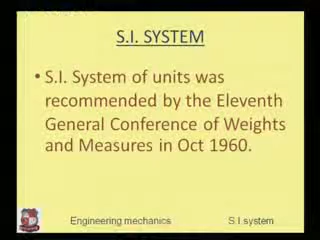 S.I. SYSTEM
• S.I. System of units was
recommended by the Eleventh
General Conference of Weights
and Measures in Oct 1960.
Engineering mechanics S.I system